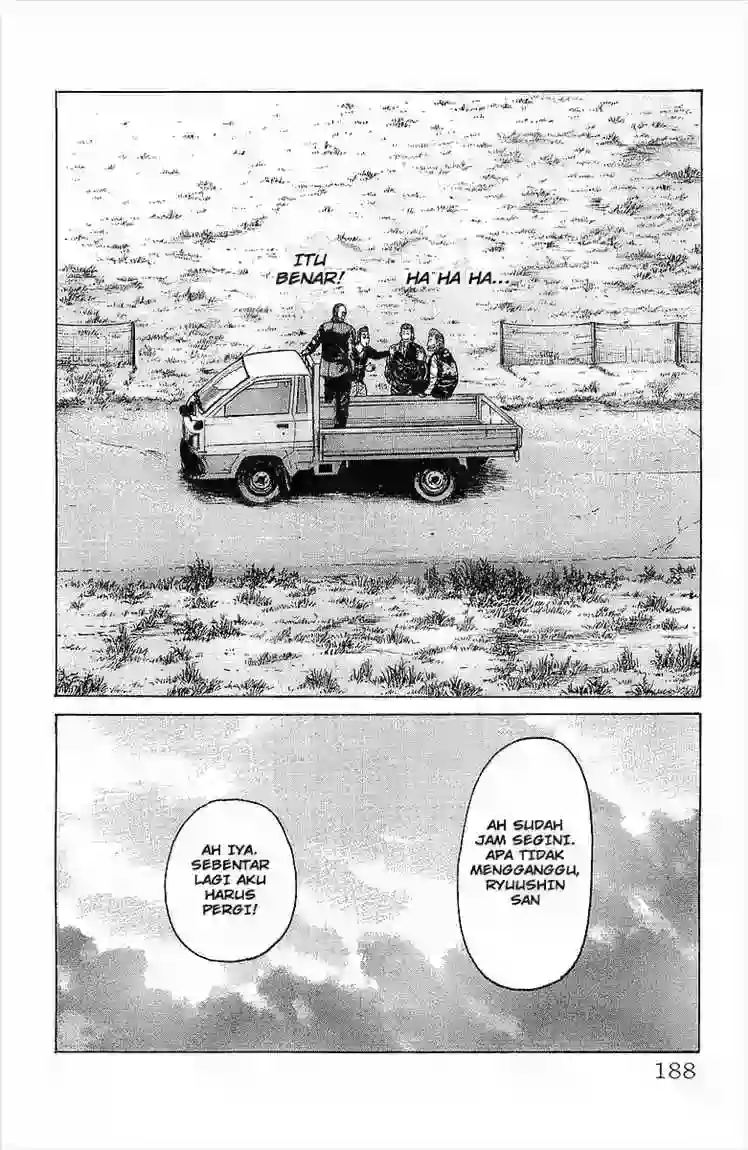 ITU
BENAR!
HA HA HA...
AH SUDAH
JAM SEGINI.
APA TIDAK
MENGGANGGU,
RYUUSHIN
SAN
AH IYA.
SEBENTAR
LAGI AKU
HARUS
PERGI!
188